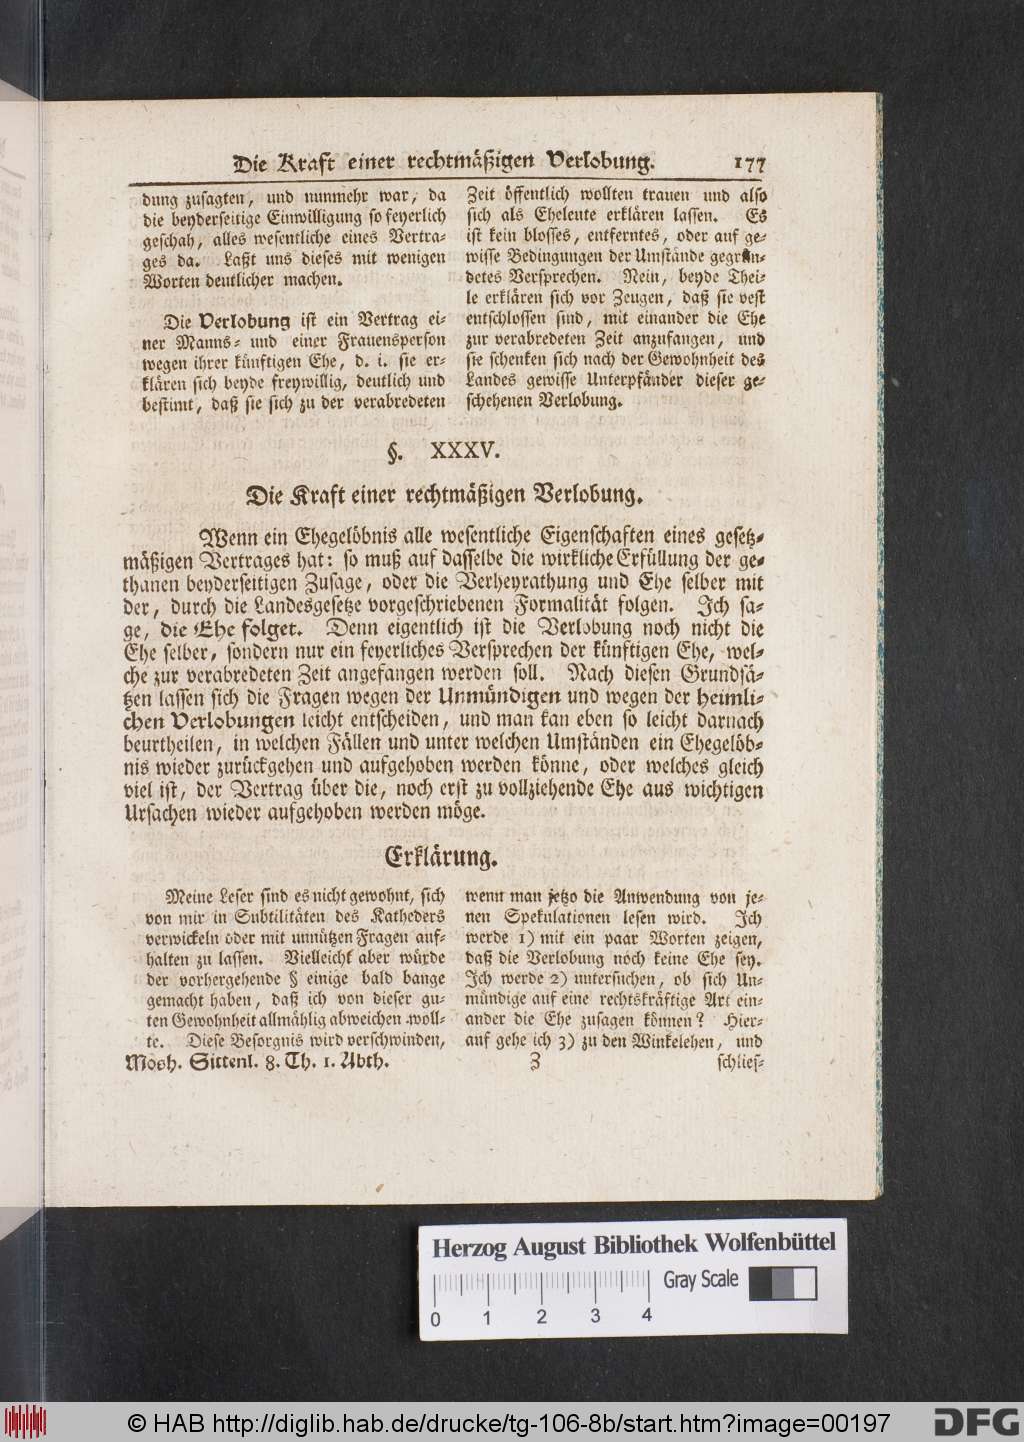 Die Kraft einer rechtmäßigen Verlobung. 177
dung zusagten, und nunmehr war, da
die beyderseitige Einwilligung so feyerlich
geschah, alles wesentliche eines Vertra-
ges da. Laßt uns dieses mit wenigen
Worten deutlicher machen.
Die Verlobung ist ein Vertrag ei-
ner Manns- und einer Frauensperson
wegen ihrer künftigen Ehe, d. i. sie er-
klären sich beyde freywillig, deutlich und
bestimt, daß sie sich zu der verabredeten
Zeit öffentlich wollten trauen und also
sich als Eheleute erklären lassen. Es
ist kein blosses, entferntes, oder auf ge-
wisse Bedingungen der Umstände gegrün-
detes Versprechen. Nein, beyde Thei-
le erklären sich vor Zeugen, daß sie vest
entschlossen sind, mit einander die Ehe
zur verabredeten Zeit anzufangen, und
sie schenken sich nach der Gewohnheit des
Landes gewisse Unterpfänder dieser ge-
schehenen Verlobung.
§. XXXV.
Die Kraft einer rechtmäßigen Verlobung.
Wenn ein Ehegelöbnis alle wesentliche Eigenschaften eines gesetz-
mäßigen Vertrages hat: so muß auf dasselbe die wirkliche Erfüllung der ge-
thanen beyderseitigen Zusage, oder die Verheyrathung und Ehe selber mit
der, durch die Landesgesetze vorgeschriebenen Formalität folgen. Ich sa-
ge, die Ehe folget. Denn eigentlich ist die Verlobung noch nicht die
Ehe selber, sondern nur ein feyerliches Versprechen der künftigen Ehe, wel-
che zur verabredeten Zeit angefangen werden soll. Nach diesen Grundsä-
tzen lassen sich die Fragen wegen der Unmündigen und wegen der heimli-
chen Verlobungen leicht entscheiden, und man kan eben so leicht darnach
beurtheilen, in welchen Fällen und unter welchen Umständen ein Ehegelöb-
nis wieder zurückgehen und aufgehoben werden könne, oder welches gleich
viel ist, der Vertrag über die, noch erst zu vollziehende Ehe aus wichtigen
Ursachen wieder aufgehoben werden möge.
Erklärung.
Meine Leser sind es nicht gewohnt, sich
von mir in Subtilitäten des Katheders
verwickeln oder mit unnützen Fragen auf-
halten zu lassen. Vielleicht aber würde
der vorhergehende § einige bald bange
gemacht haben, daß ich von dieser gu-
ten Gewohnheit allmählig abweichen woll-
te. Diese Besorgnis wird verschwinden,
wenn man jetzo die Anwendung von je-
nen Spekulationen lesen wird. Ich
werde 1) mit ein paar Worten zeigen,
daß die Verlobung noch keine Ehe sey.
Ich werde 2) untersuchen, ob sich Un-
mündige auf eine rechtskräftige Art ein-
ander die Ehe zusagen können? Hier-
auf gehe ich 3) zu den Winkelehen, und
Mosh. Sittenl. 8. Th. 1. Abth. Z schlies-
Herzog August Bibliothek Wolfenbüttel
Gray Scale
0 1 2 3 4
© HAB http://diglib.hab.de/drucke/tg-106-8b/start.htm?image=00197
DFG